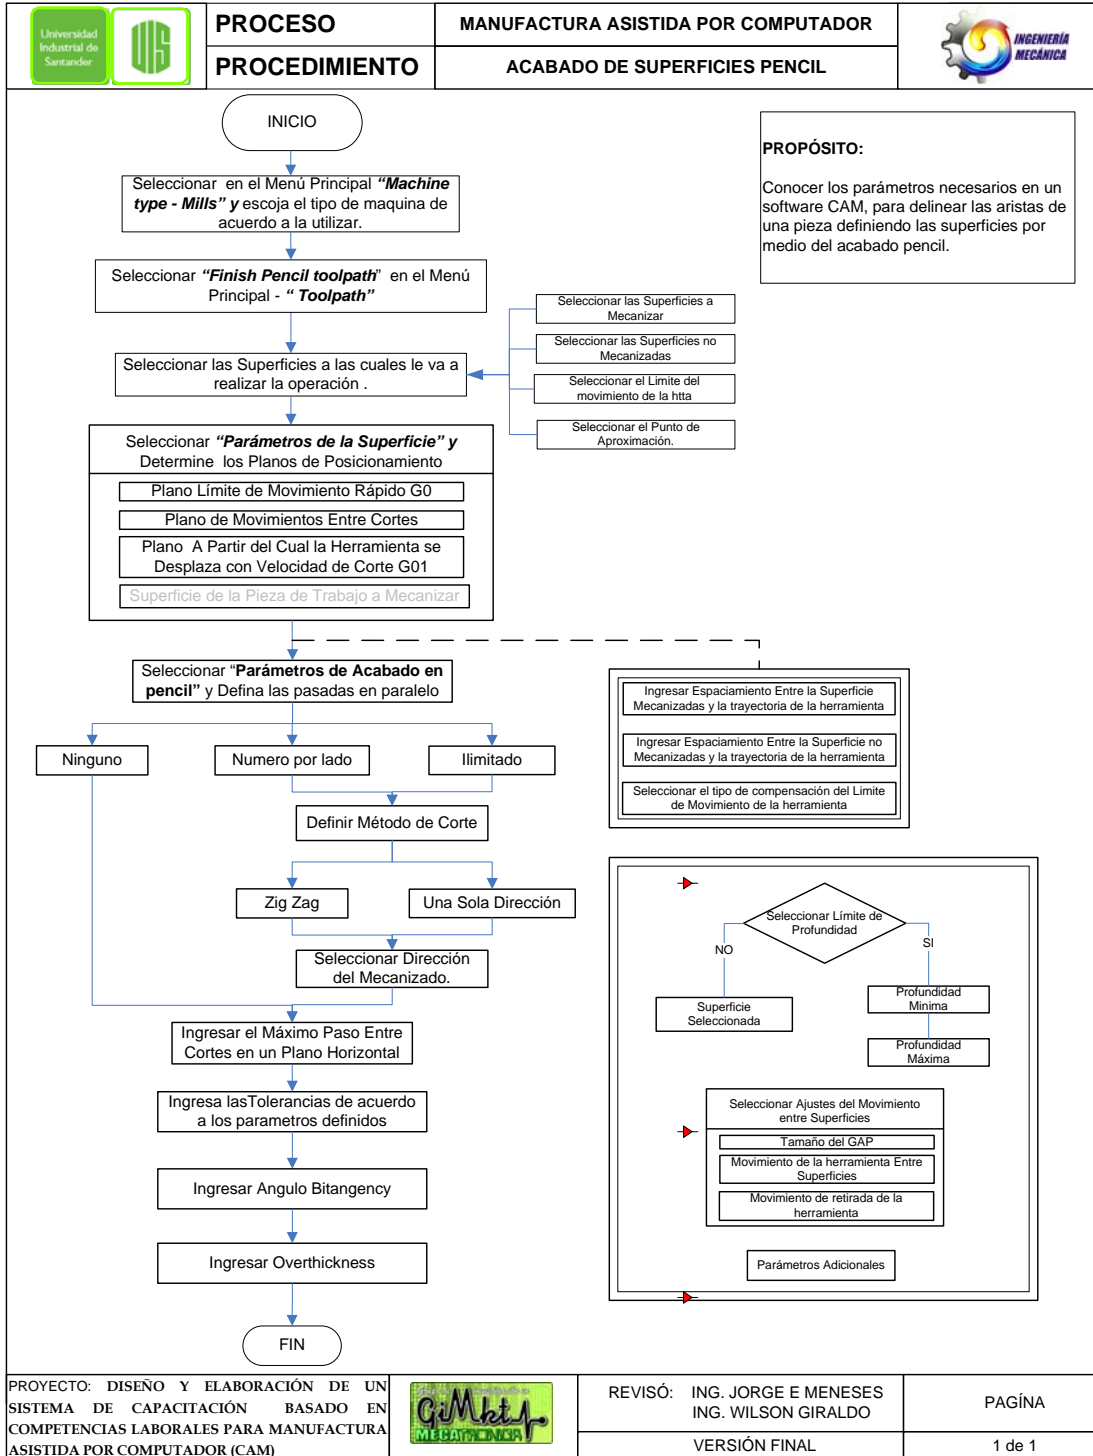 Universidad
Industrial de
Santander
UIS
PROCESO
MANUFACTURA ASISTIDA POR COMPUTADOR
PROCEDIMIENTO
ACABADO DE SUPERFICIES PENCIL
INGENIERÍA
MECÁNICA
INICIO
PROPÓSITO:
Conocer los parámetros necesarios en un
software CAM, para delinear las aristas de
una pieza definiendo las superficies por
medio del acabado pencil.
Seleccionar en el Menú Principal “Machine
type - Mills” y escoja el tipo de maquina de
acuerdo a la utilizar.
Seleccionar “Finish Pencil toolpath” en el Menú
Principal - “ Toolpath”
Seleccionar las Superficies a las cuales le va a
realizar la operación .
Seleccionar las Superficies a
Mecanizar
Seleccionar las Superficies no
Mecanizadas
Seleccionar el Limite del
movimiento de la htta
Seleccionar el Punto de
Aproximación.
Seleccionar “Parámetros de la Superficie” y
Determine los Planos de Posicionamiento
Plano Límite de Movimiento Rápido G0
Plano de Movimientos Entre Cortes
Plano A Partir del Cual la Herramienta se
Desplaza con Velocidad de Corte G01
Superficie de la Pieza de Trabajo a Mecanizar
Seleccionar “Parámetros de Acabado en
pencil” y Defina las pasadas en paralelo
Ninguno
Numero por lado
Ilimitado
Definir Método de Corte
Zig Zag
Una Sola Dirección
Seleccionar Dirección
del Mecanizado.
Ingresar el Máximo Paso Entre
Cortes en un Plano Horizontal
Ingresa lasTolerancias de acuerdo
a los parametros definidos
Ingresar Angulo Bitangency
Ingresar Overthickness
FIN
Ingresar Espaciamiento Entre la Superficie
Mecanizadas y la trayectoria de la herramienta
Ingresar Espaciamiento Entre la Superficie no
Mecanizadas y la trayectoria de la herramienta
Seleccionar el tipo de compensación del Limite
de Movimiento de la herramienta
Seleccionar Límite de
Profundidad
NO
SI
Superficie
Seleccionada
Profundidad
Minima
Profundidad
Máxima
Seleccionar Ajustes del Movimiento
entre Superficies
Tamaño del GAP
Movimiento de la herramienta Entre
Superficies
Movimiento de retirada de la
herramienta
Parámetros Adicionales
PROYECTO: DISEÑO Y ELABORACIÓN DE UN
SISTEMA DE CAPACITACIÓN BASADO EN
COMPETENCIAS LABORALES PARA MANUFACTURA
ASISTIDA POR COMPUTADOR (CAM)
MECATRONICA
REVISÓ: ING. JORGE E MENESES
ING. WILSON GIRALDO
VERSIÓN FINAL
PAGÍNA
1 de 1